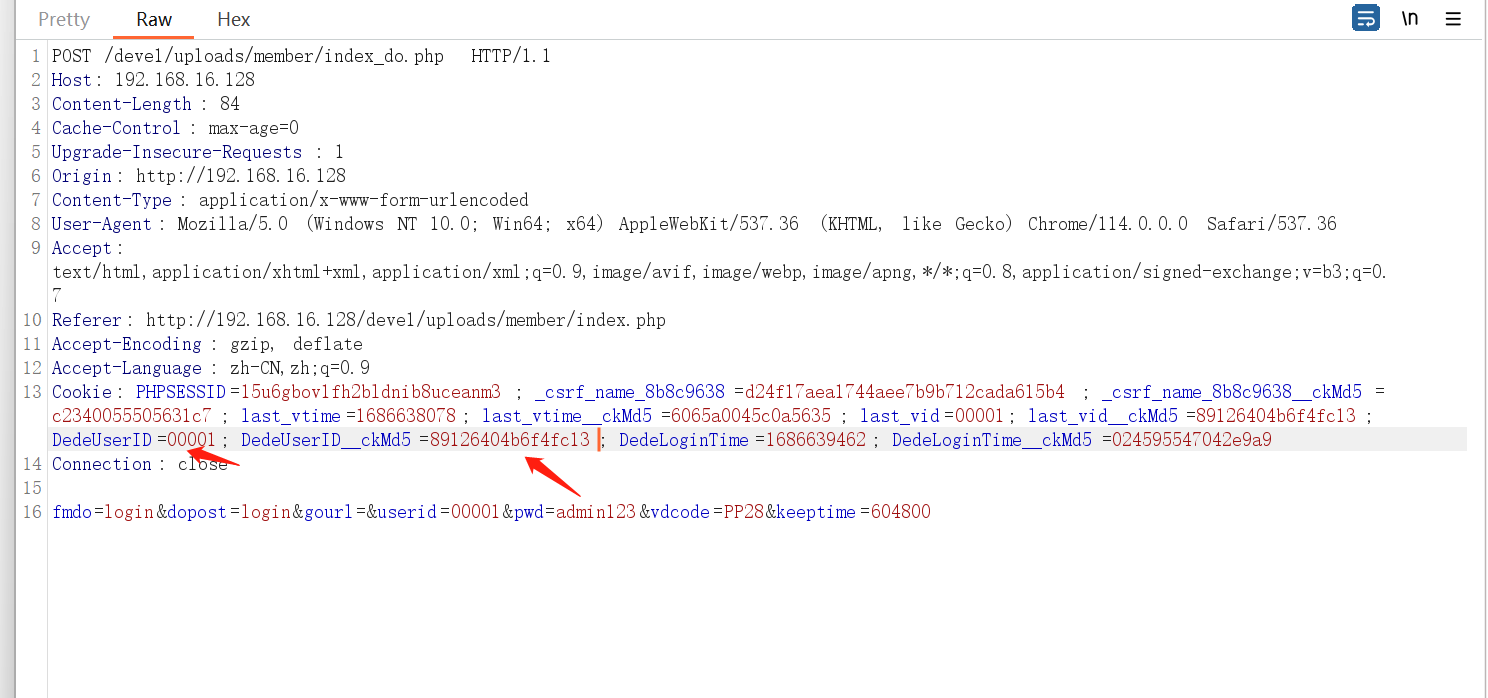 Pretty Raw Hex \n
1 POST /deve1/uploads/member/index_do.php HTTP/1.1
2 Host: 192.168.16.128
3 Content-Length : 84
4 Cache-Control : max-age=0
5 Upgrade-Insecure-Requests : 1
6 Origin: http://192.168.16.128
7 Content-Type : application/x-www-form-urlencoded
8 User-Agent: Mozilla/5.0 (Windows NT 10.0; Win64; x64) AppleWebKit/537.36 (KHTML, like Gecko) Chrome/114.0.0.0 Safari/537.36
9 Accept:
text/html,application/xhtml+xml,application/xml;q=0.9,image/avif,image/webp,image/apng,*/*;q=0.8,application/signed-exchange;v=b3;q=0.
7
10 Referer: http://192.168.16.128/deve1/uploads/member/index.php
11 Accept-Encoding : gzip, deflate
12 Accept-Language : zh-CN,zh;q=0.9
13 Cookie: PHPSESSID=15u6gbov1fh2bldnib8uceanm3 ; _csrf_name_8b8c9638 =d24f17aea1744aee7b9b712cada615b4 ; _csrf_name_8b8c9638__ckMd5 =
c2340055505631c7 ; last_vtime=1686638078 ; last_vtime__ckMd5 =6065a0045c0a5635 ; last_vid=00001; last_vid__ckMd5 =89126404b6f4fc13 ;
DedeUserID=00001; DedeUserID__ckMd5 =89126404b6f4fc13 ; DedeLoginTime=1686639462; DedeLoginTime__ckMd5 =024595547042e9a9
14 Connection : close
15
16 fmdo=login&dopost=login&gourl=&userid=00001&pwd=admin123&vdcode=PP28&keeptime=604800